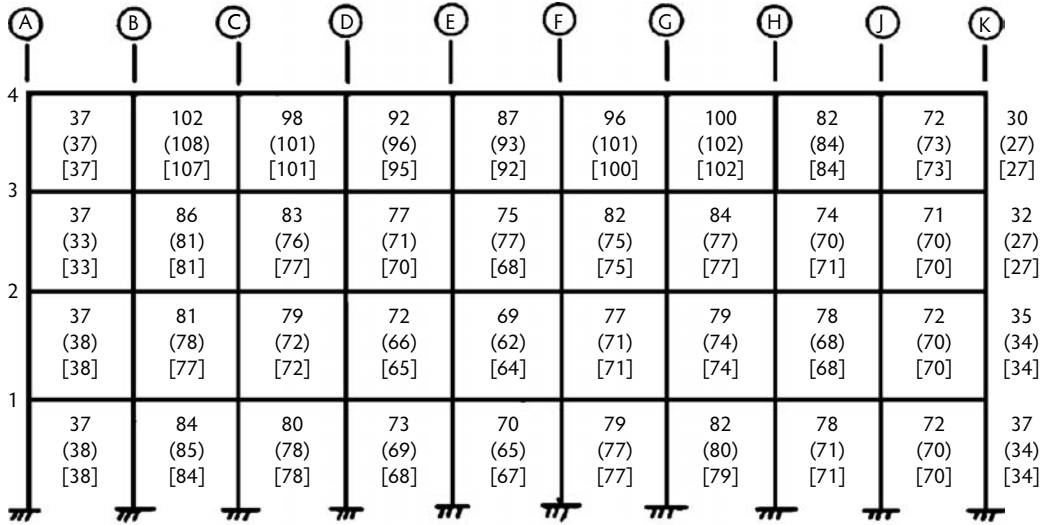 A B C D E F G H J K
4
37 102 98 92 87 96 100 82 72 30
(37) (108) (101) (96) (93) (101) (102) (84) (73) (27)
[37] [107] [101] [95] [92] [100] [102] [84] [73] [27]
3
37 86 83 77 75 82 84 74 71 32
(33) (81) (76) (71) (77) (75) (77) (70) (70) (27)
[33] [81] [77] [70] [68] [75] [77] [71] [70] [27]
2
37 81 79 72 69 77 79 78 72 35
(38) (78) (72) (66) (62) (71) (74) (68) (70) (34)
[38] [77] [72] [65] [64] [71] [74] [68] [70] [34]
1
37 84 80 73 70 79 82 78 72 37
(38) (85) (78) (69) (65) (77) (80) (71) (70) (34)
[38] [84] [78] [68] [67] [77] [79] [71] [70] [34]